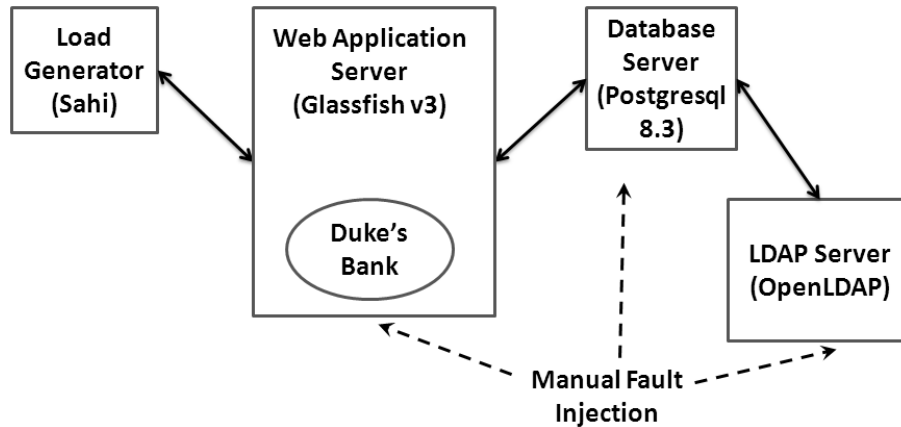 Load
Generator
(Sahi)
Web Application
Server
(Glassfish v3)
Duke's
Bank
Database
Server
(Postgresql
8.3)
LDAP Server
(OpenLDAP)
Manual Fault
Injection